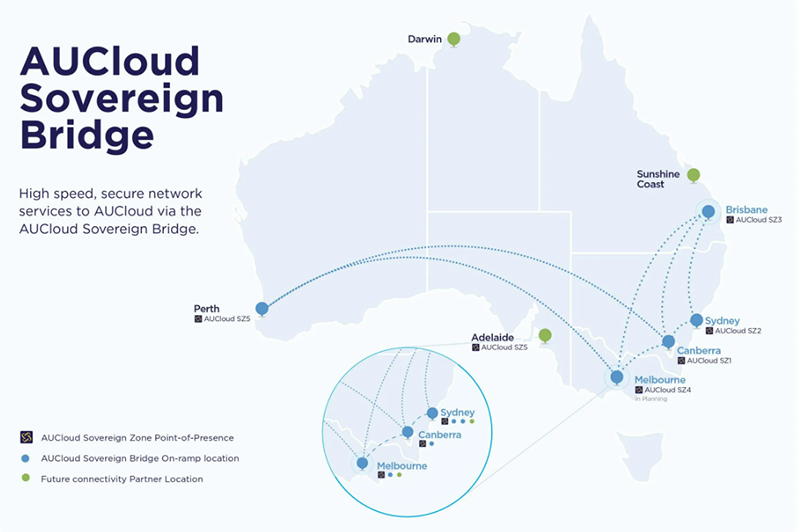 AUCloud
Sovereign
Bridge
High speed, secure network
services to AUCloud via the
AUCloud Sovereign Bridge.
Darwin
Sunshine
Coast
Brisbane
AUCloud SZ3
Perth
AUCloud SZ5
Adelaide
AUCloud SZ5
Sydney
AUCloud SZ2
Canberra
AUCloud SZ1
Melbourne
AUCloud SZ4
In Planning
Sydney
Canberra
Melbourne
AUCloud Sovereign Zone Point-of-Presence
AUCloud Sovereign Bridge On-ramp location
Future connectivity Partner Location